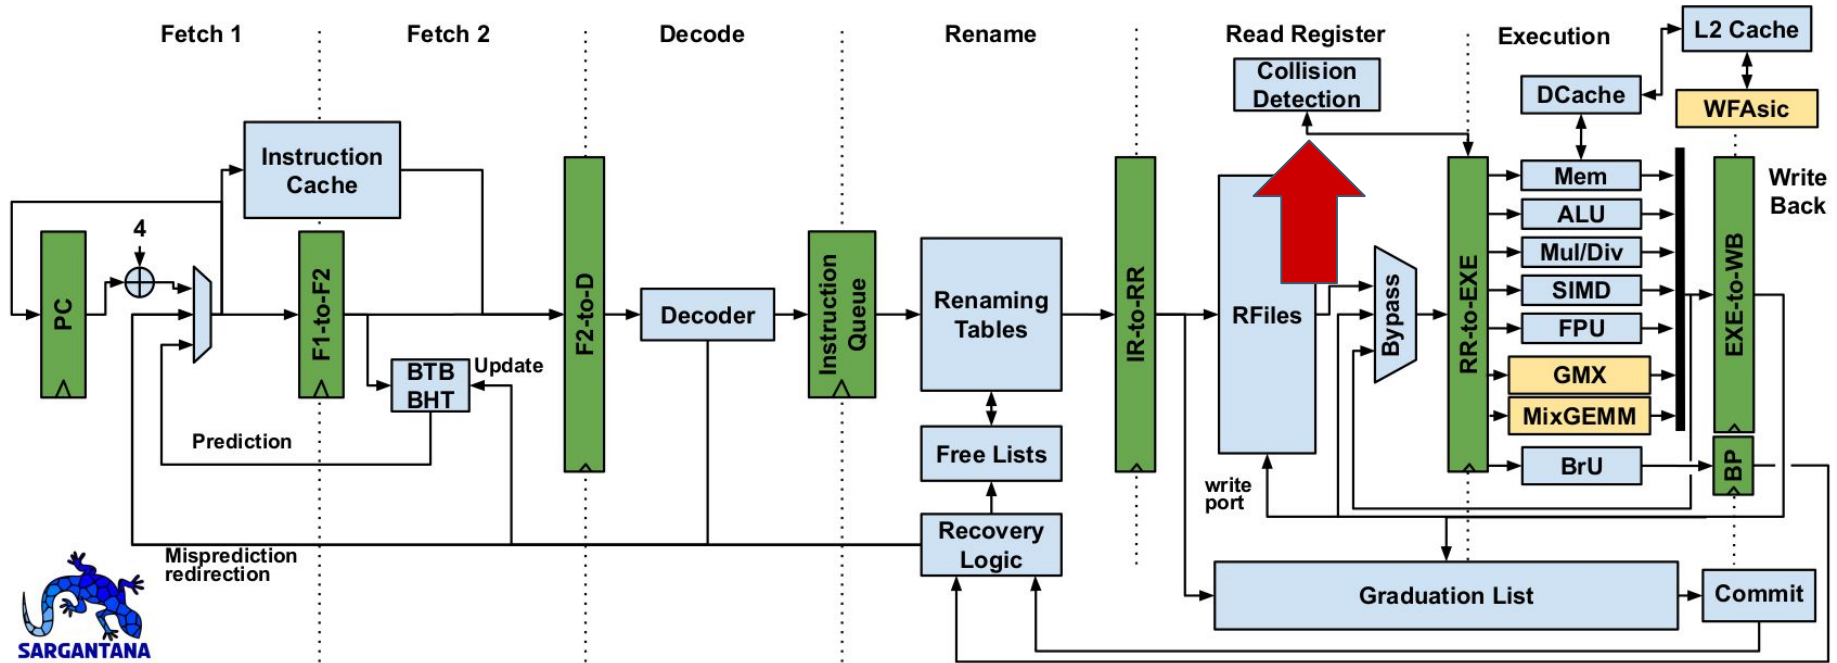 Fetch 1
Fetch 2
Decode
Rename
Read Register
Execution
L2 Cache
Collision
Detection
DCache
WFAsic
Instruction
Cache
Mem
Write
Back
ALU
4
Mul/Div
SIMD
FPU
GMX
MixGEMM
BrU
PC
F1-to-F2
F2-to-D
Decoder
Instruction
Queue
Renaming
Tables
IR-to-RR
RFiles
Bypass
RR-to-EXE
EXE-to-WB
BP
BTB
BHT
Update
Prediction
Free Lists
write
port
Recovery
Logic
Misprediction
redirection
Graduation List
Commit
SARGANTANA